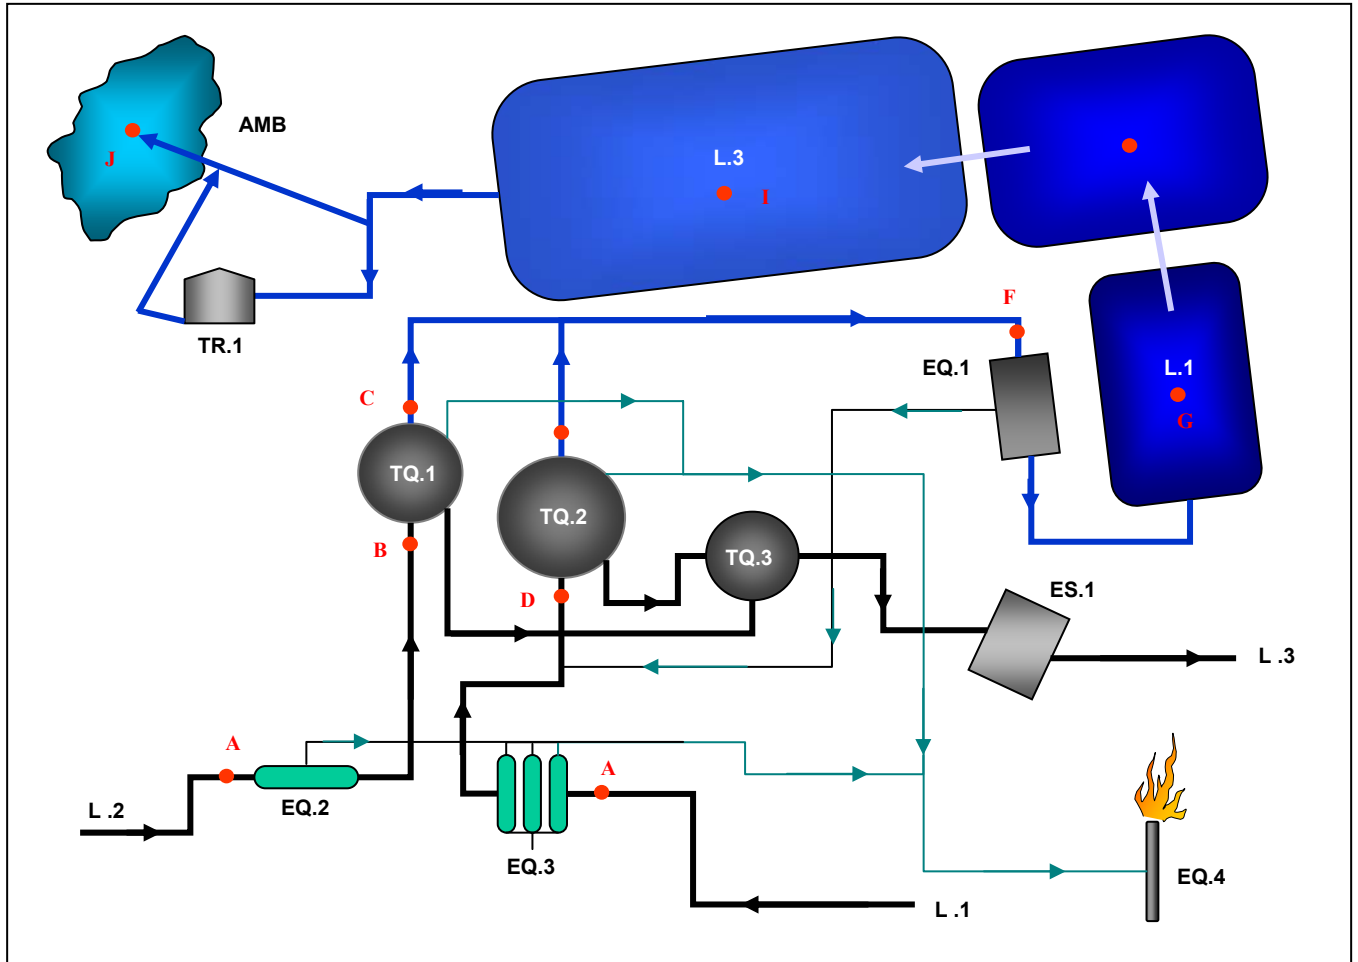 AMB
J
L.3
I
TR.1
F
EQ.1
L.1
G
C
TQ.1
TQ.2
B
TQ.3
D
ES.1
L .3
A
A
L .2
EQ.2
EQ.3
EQ.4
L .1